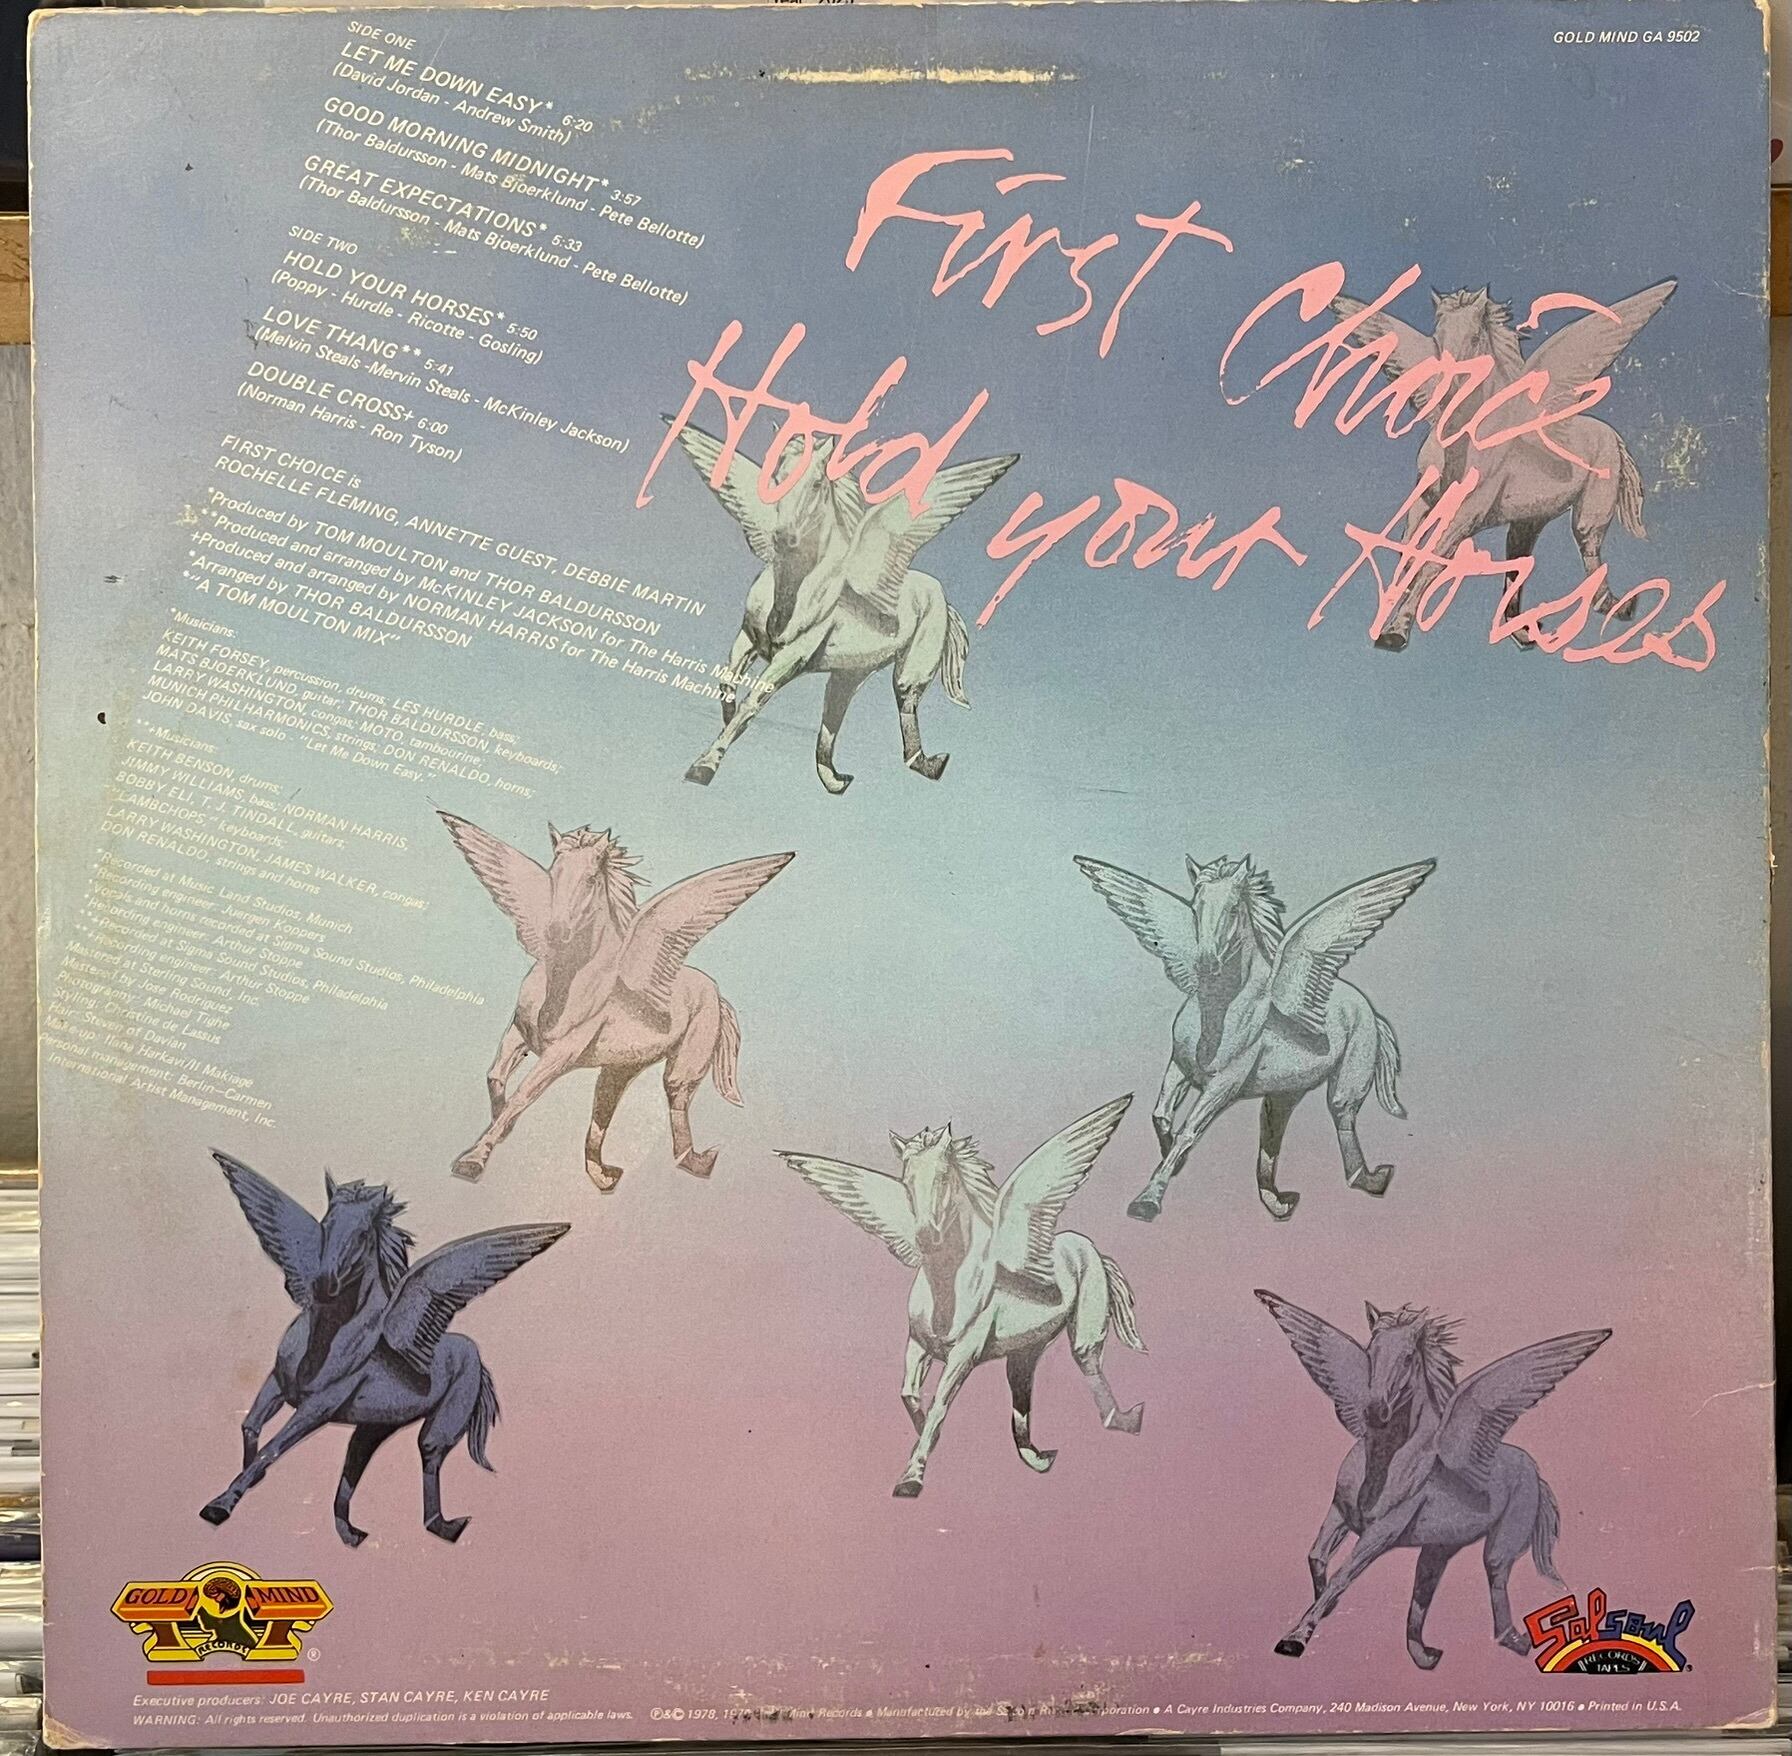 GOLD MIND GA 9502
SIDE ONE
LET ME DOWN EASY* 6:20
(David Jordan - Andrew Smith)
GOOD MORNING MIDNIGHT* 3:57
(Thor Baldursson - Mats Bjoerklund - Pete Bellotte)
GREAT EXPECTATIONS* 5:33
(Thor Baldursson - Mats Bjoerklund - Pete Bellotte)
SIDE TWO
HOLD YOUR HORSES* 5:50
(Poppy - Hurdle - Ricotte - Gosling)
LOVE THANG** 5:41
(Melvin Steals -Mervin Steals - McKinley Jackson)
DOUBLE CROSS+ 6:00
(Norman Harris - Ron Tyson)
First Choice
Hold your Horses
FIRST CHOICE is
ROCHELLE FLEMING, ANNETTE GUEST, DEBBIE MARTIN
*Produced by TOM MOULTON and THOR BALDURSSON
**Produced and arranged by McKINLEY JACKSON for The Harris Machine
+Produced and arranged by NORMAN HARRIS for The Harris Machine
*Arranged by THOR BALDURSSON
*"A TOM MOULTON MIX"
*Musicians:
KEITH FORSEY, percussion, drums; LES HURDLE, bass;
MATS BJOERKLUND, guitar; THOR BALDURSSON, keyboards;
LARRY WASHINGTON, congas; MOTO, tambourine;
MUNICH PHILHARMONICS, strings; DON RENALDO, horns;
JOHN DAVIS, sax solo - "Let Me Down Easy."
**+Musicians:
KEITH BENSON, drums;
JIMMY WILLIAMS, bass; NORMAN HARRIS,
BOBBY ELI, T. J. TINDALL, guitars;
"LAMBCHOPS," keyboards;
LARRY WASHINGTON, JAMES WALKER, congas;
DON RENALDO, strings and horns
*Recorded at Music Land Studios, Munich
*Recording engineer: Juergen Koppers
*Vocals and horns recorded at Sigma Sound Studios, Philadelphia
*Recording engineer: Arthur Stoppe
**+Recorded at Sigma Sound Studios, Philadelphia
**+Recording engineer: Arthur Stoppe
Mastered at Sterling Sound, Inc.
Mastered by Jose Rodriguez
Photography: Michael Tighe
Styling: Christine de Lassus
Hair: Steven of Davian
Make-up: Ilana Harkavi/Il Makiage
Personal management: Berlin—Carmen
International Artist Management, Inc.
GOLD MIND
RECORDS
®
Salsoul
RECORDS
TAPES
Executive producers: JOE CAYRE, STAN CAYRE, KEN CAYRE
WARNING: All rights reserved. Unauthorized duplication is a violation of applicable laws. ℗&© 1978, Mind Records ● Manufactured by the Corporation ● A Cayre Industries Company, 240 Madison Avenue, New York, NY 10016 ● Printed in U.S.A.